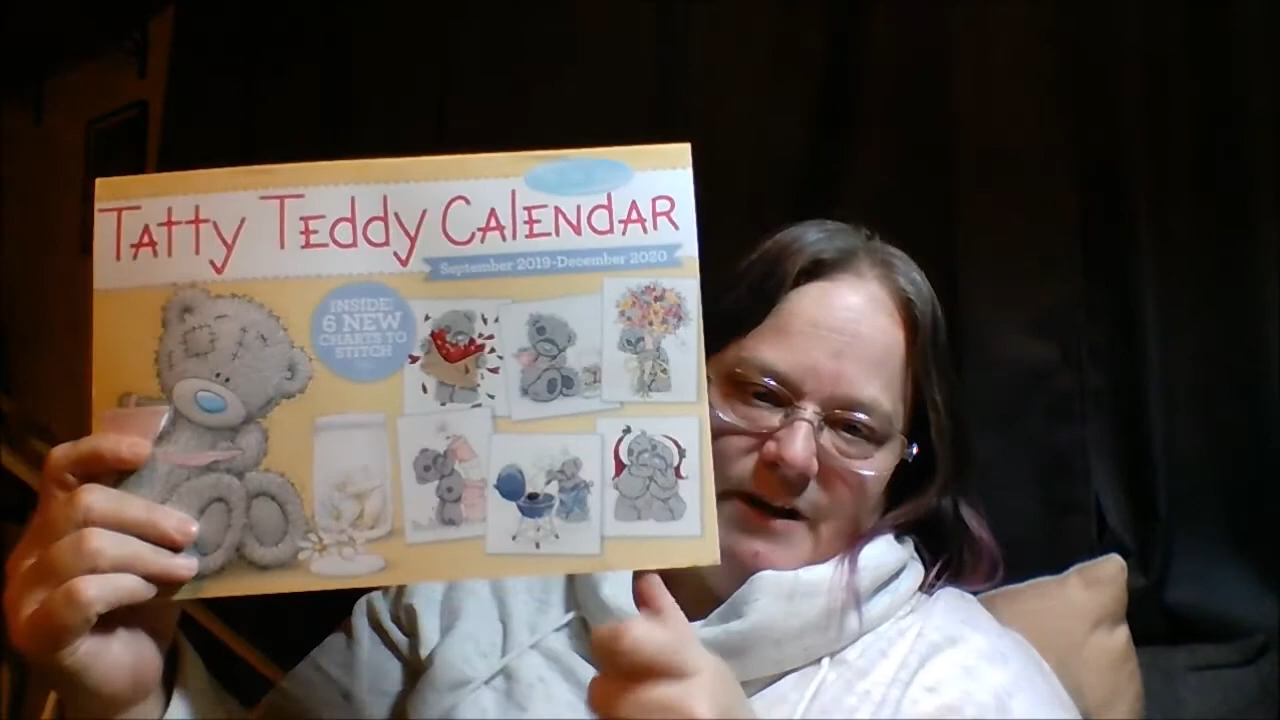 Tatty Teddy Calendar
September 2019-December 2020
INSIDE!
6 NEW
CHARTS TO
STITCH